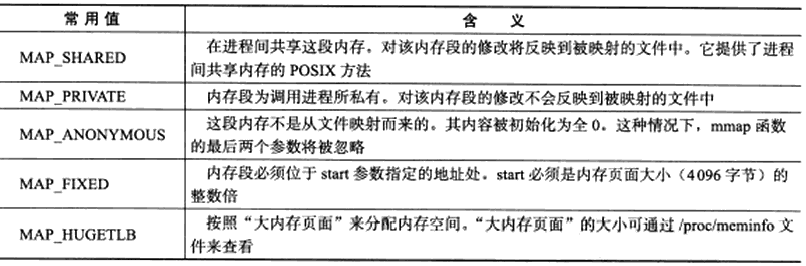 常用值 含义
MAP_SHARED 在进程间共享这段内存。对该内存段的修改将反映到被映射的文件中。它提供了进程
间共享内存的 POSIX 方法
MAP_PRIVATE 内存段为调用进程所私有。对该内存段的修改不会反映到被映射的文件中
MAP_ANONYMOUS 这段内存不是从文件映射而来的。其内容被初始化为全 0。这种情况下，mmap 函数
的最后两个参数将被忽略
MAP_FIXED 内存段必须位于 start 参数指定的地址处。start 必须是内存页面大小（4096 字节）的
整数倍
MAP_HUGETLB 按照“大内存页面”来分配内存空间。“大内存页面”的大小可通过 /proc/meminfo 文
件来查看